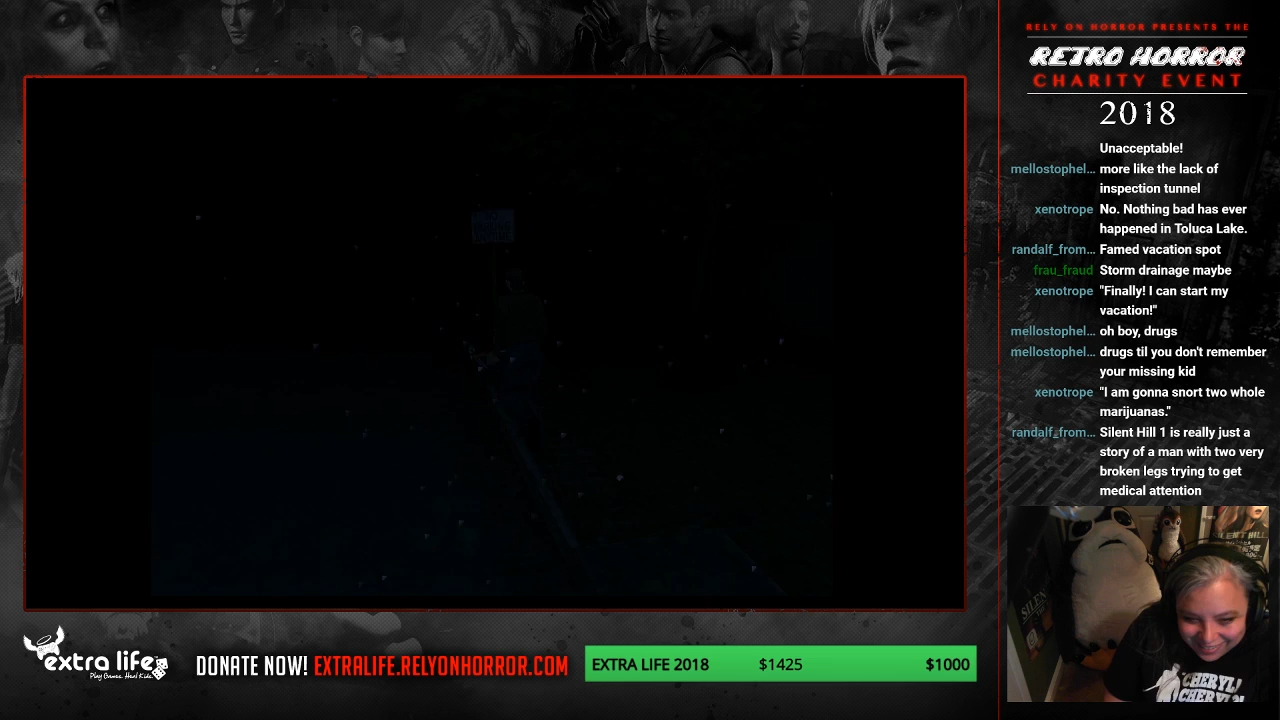 RELY ON HORROR PRESENTS THE
RETRO HORROR
CHARITY EVENT
2018
Unacceptable!
mellostophel... more like the lack of
inspection tunnel
xenotrope No. Nothing bad has ever
happened in Toluca Lake.
randalf_from... Famed vacation spot
frau_fraud Storm drainage maybe
xenotrope "Finally! I can start my
vacation!"
mellostophel... oh boy, drugs
mellostophel... drugs til you don't remember
your missing kid
xenotrope "I am gonna snort two whole
marijuanas."
randalf_from... Silent Hill 1 is really just a
story of a man with two very
broken legs trying to get
medical attention
CHERYL!
extra life
Play Games. Heal Kids.
DONATE NOW! EXTRALIFE.RELYONHORROR.COM
EXTRA LIFE 2018 $1425 $1000